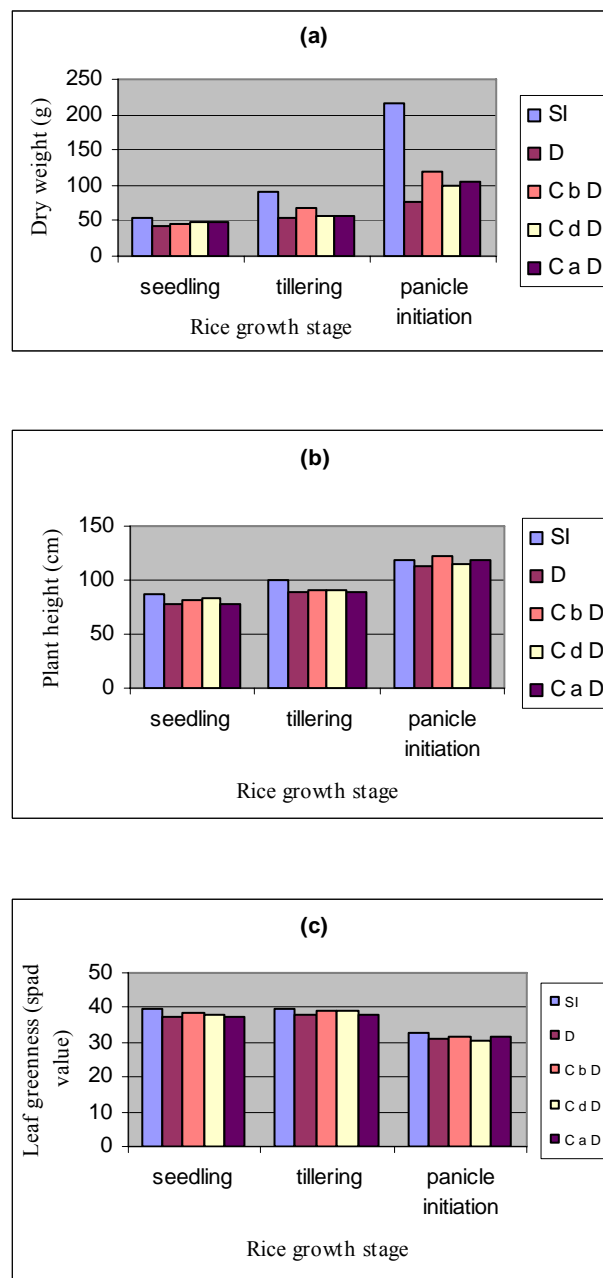 (a)
Dry weight (g)
250
200
150
100
50
0
seedling
tillering
panicle
initiation
Rice growth stage
SI
D
C b D
C d D
C a D
(b)
Plant height (cm)
150
100
50
0
seedling
tillering
panicle
initiation
Rice growth stage
SI
D
C b D
C d D
C a D
(c)
Leaf greenness (spad
value)
50
40
30
20
10
0
seedling
tillering
panicle
initiation
Rice growth stage
SI
D
C b D
C d D
C a D